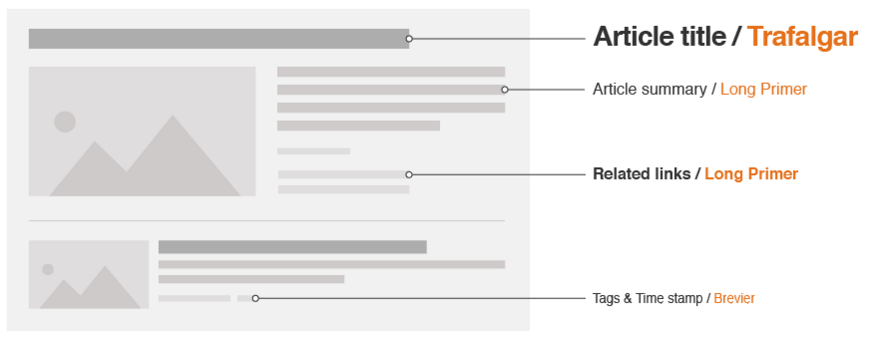 Article title / Trafalgar
Article summary / Long Primer
Related links / Long Primer
Tags & Time stamp / Brevier